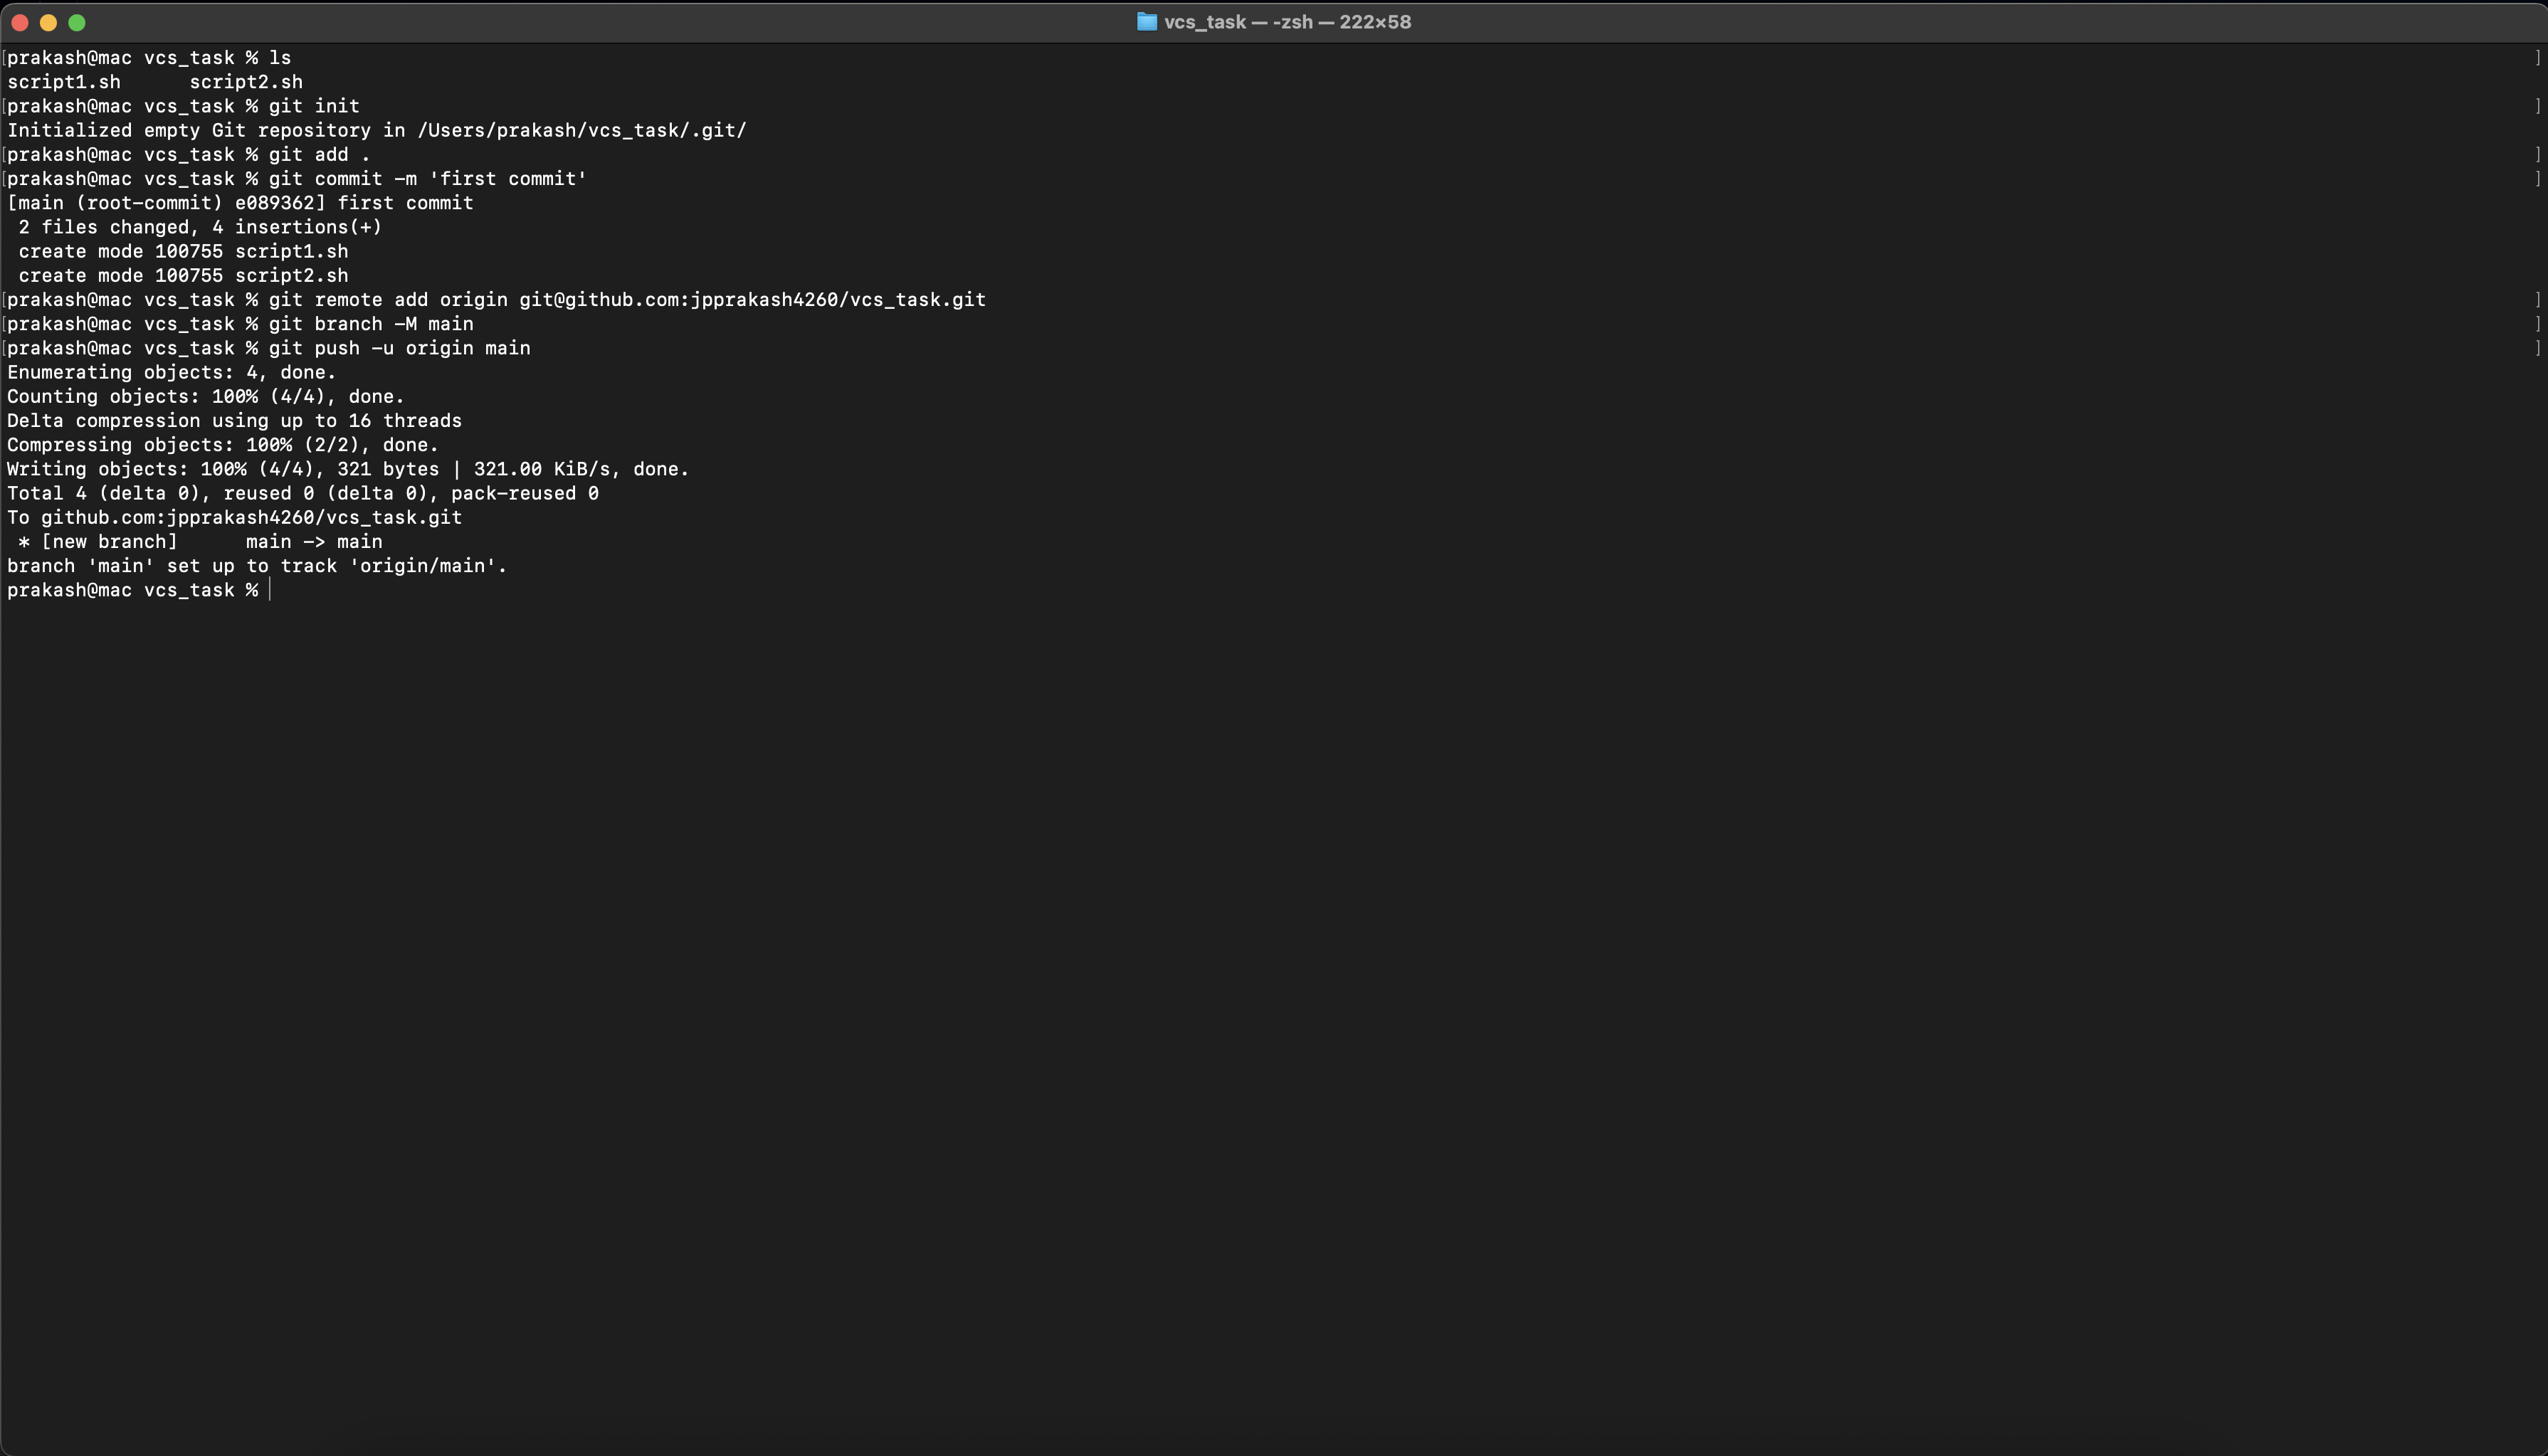 vcs_task — -zsh — 222×58
[prakash@mac vcs_task % ls ]
script1.sh      script2.sh
[prakash@mac vcs_task % git init ]
Initialized empty Git repository in /Users/prakash/vcs_task/.git/
[prakash@mac vcs_task % git add . ]
[prakash@mac vcs_task % git commit -m 'first commit' ]
[main (root-commit) e089362] first commit
 2 files changed, 4 insertions(+)
 create mode 100755 script1.sh
 create mode 100755 script2.sh
[prakash@mac vcs_task % git remote add origin git@github.com:jpprakash4260/vcs_task.git ]
[prakash@mac vcs_task % git branch -M main ]
[prakash@mac vcs_task % git push -u origin main ]
Enumerating objects: 4, done.
Counting objects: 100% (4/4), done.
Delta compression using up to 16 threads
Compressing objects: 100% (2/2), done.
Writing objects: 100% (4/4), 321 bytes | 321.00 KiB/s, done.
Total 4 (delta 0), reused 0 (delta 0), pack-reused 0
To github.com:jpprakash4260/vcs_task.git
 * [new branch]      main -> main
branch 'main' set up to track 'origin/main'.
prakash@mac vcs_task %